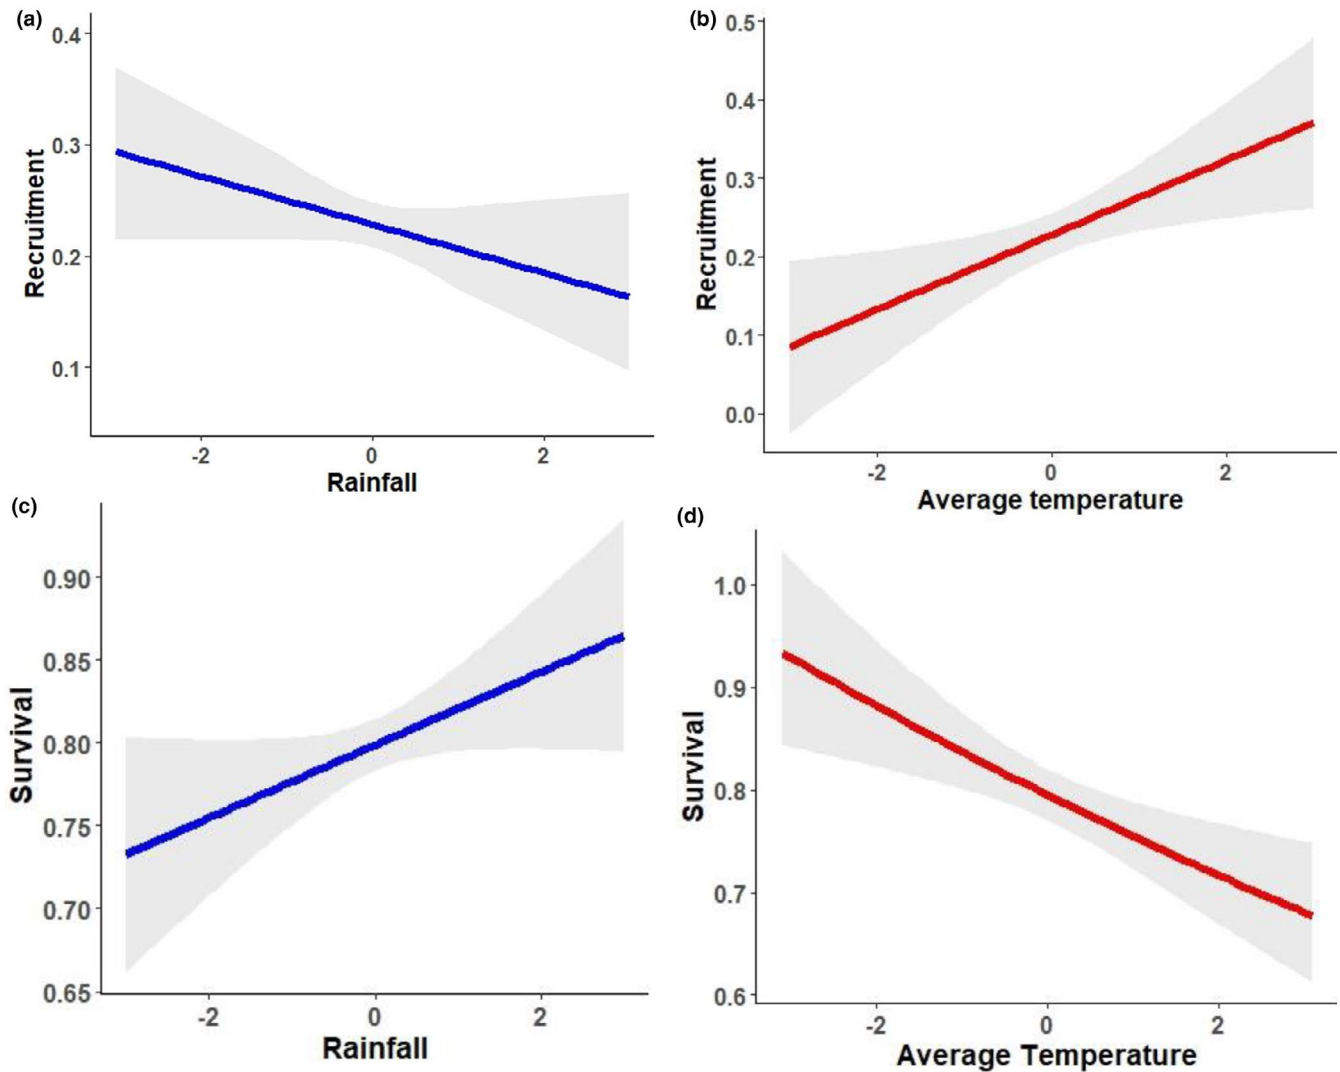 (a)
0.4
0.3
0.2
0.1
Recruitment
-2 0 2
Rainfall
(b)
0.5
0.4
0.3
0.2
0.1
0.0
Recruitment
-2 0 2
Average temperature
(c)
0.90
0.85
0.80
0.75
0.70
0.65
Survival
-2 0 2
Rainfall
(d)
1.0
0.9
0.8
0.7
0.6
Survival
-2 0 2
Average Temperature